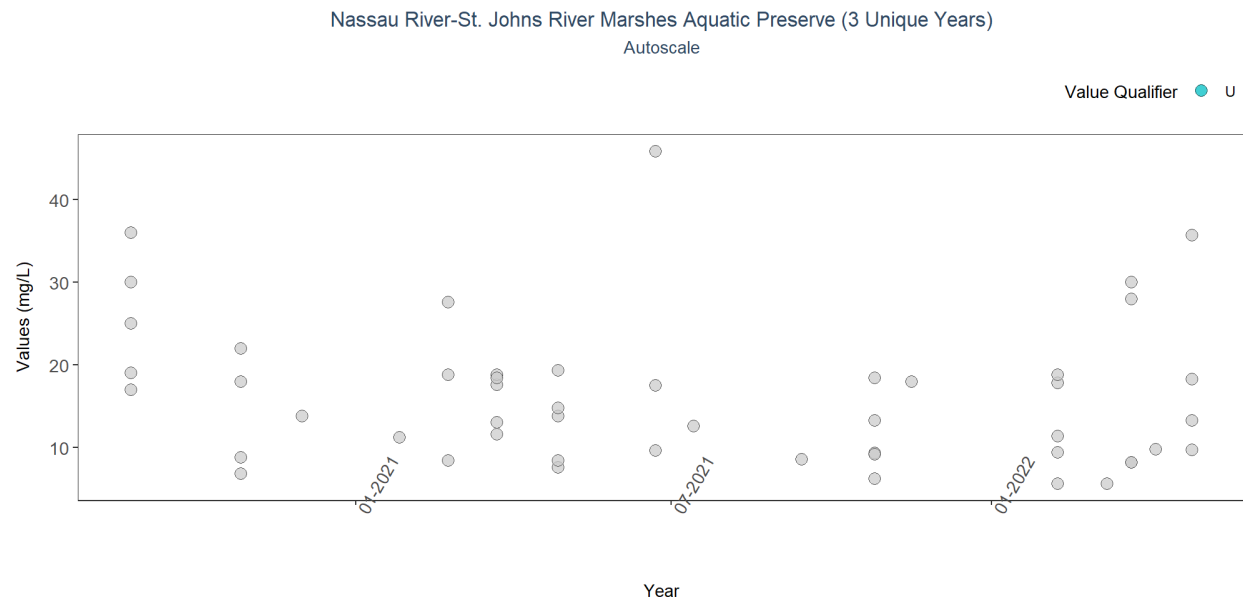 Nassau River-St. Johns River Marshes Aquatic Preserve (3 Unique Years)
Autoscale
Value Qualifier U
Values (mg/L)
40
30
20
10
01-2021
07-2021
01-2022
Year